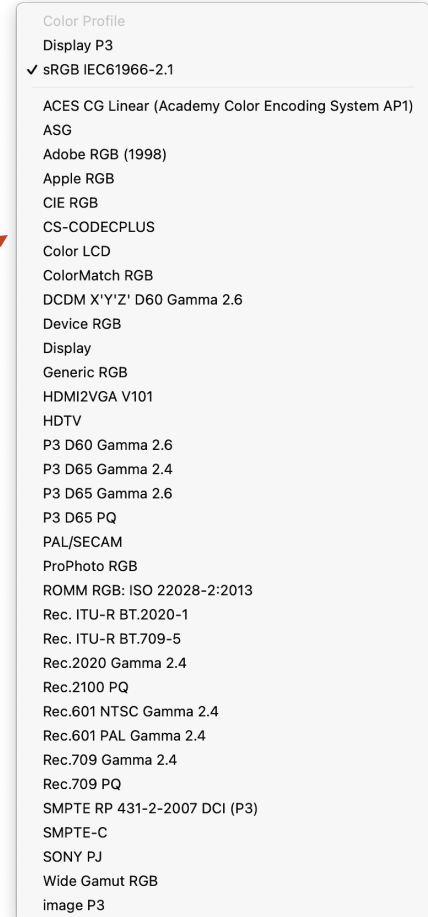 Color Profile
Display P3
✓ sRGB IEC61966-2.1
ACES CG Linear (Academy Color Encoding System AP1)
ASG
Adobe RGB (1998)
Apple RGB
CIE RGB
CS-CODECPLUS
Color LCD
ColorMatch RGB
DCDM X'Y'Z' D60 Gamma 2.6
Device RGB
Display
Generic RGB
HDMI2VGA V101
HDTV
P3 D60 Gamma 2.6
P3 D65 Gamma 2.4
P3 D65 Gamma 2.6
P3 D65 PQ
PAL/SECAM
ProPhoto RGB
ROMM RGB: ISO 22028-2:2013
Rec. ITU-R BT.2020-1
Rec. ITU-R BT.709-5
Rec.2020 Gamma 2.4
Rec.2100 PQ
Rec.601 NTSC Gamma 2.4
Rec.601 PAL Gamma 2.4
Rec.709 Gamma 2.4
Rec.709 PQ
SMPTE RP 431-2-2007 DCI (P3)
SMPTE-C
SONY PJ
Wide Gamut RGB
image P3